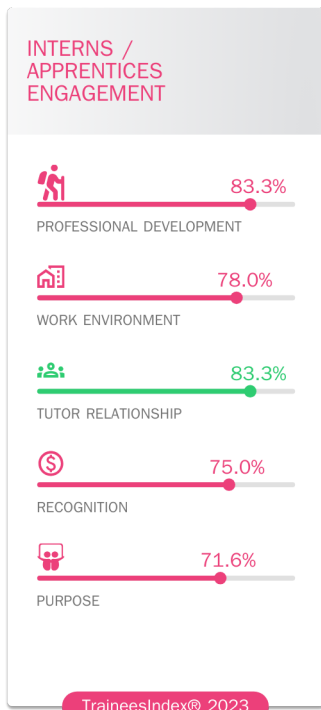 INTERNS /
APPRENTICES
ENGAGEMENT
83.3%
PROFESSIONAL DEVELOPMENT
78.0%
WORK ENVIRONMENT
83.3%
TUTOR RELATIONSHIP
75.0%
RECOGNITION
71.6%
PURPOSE
TraineesIndex® 2023